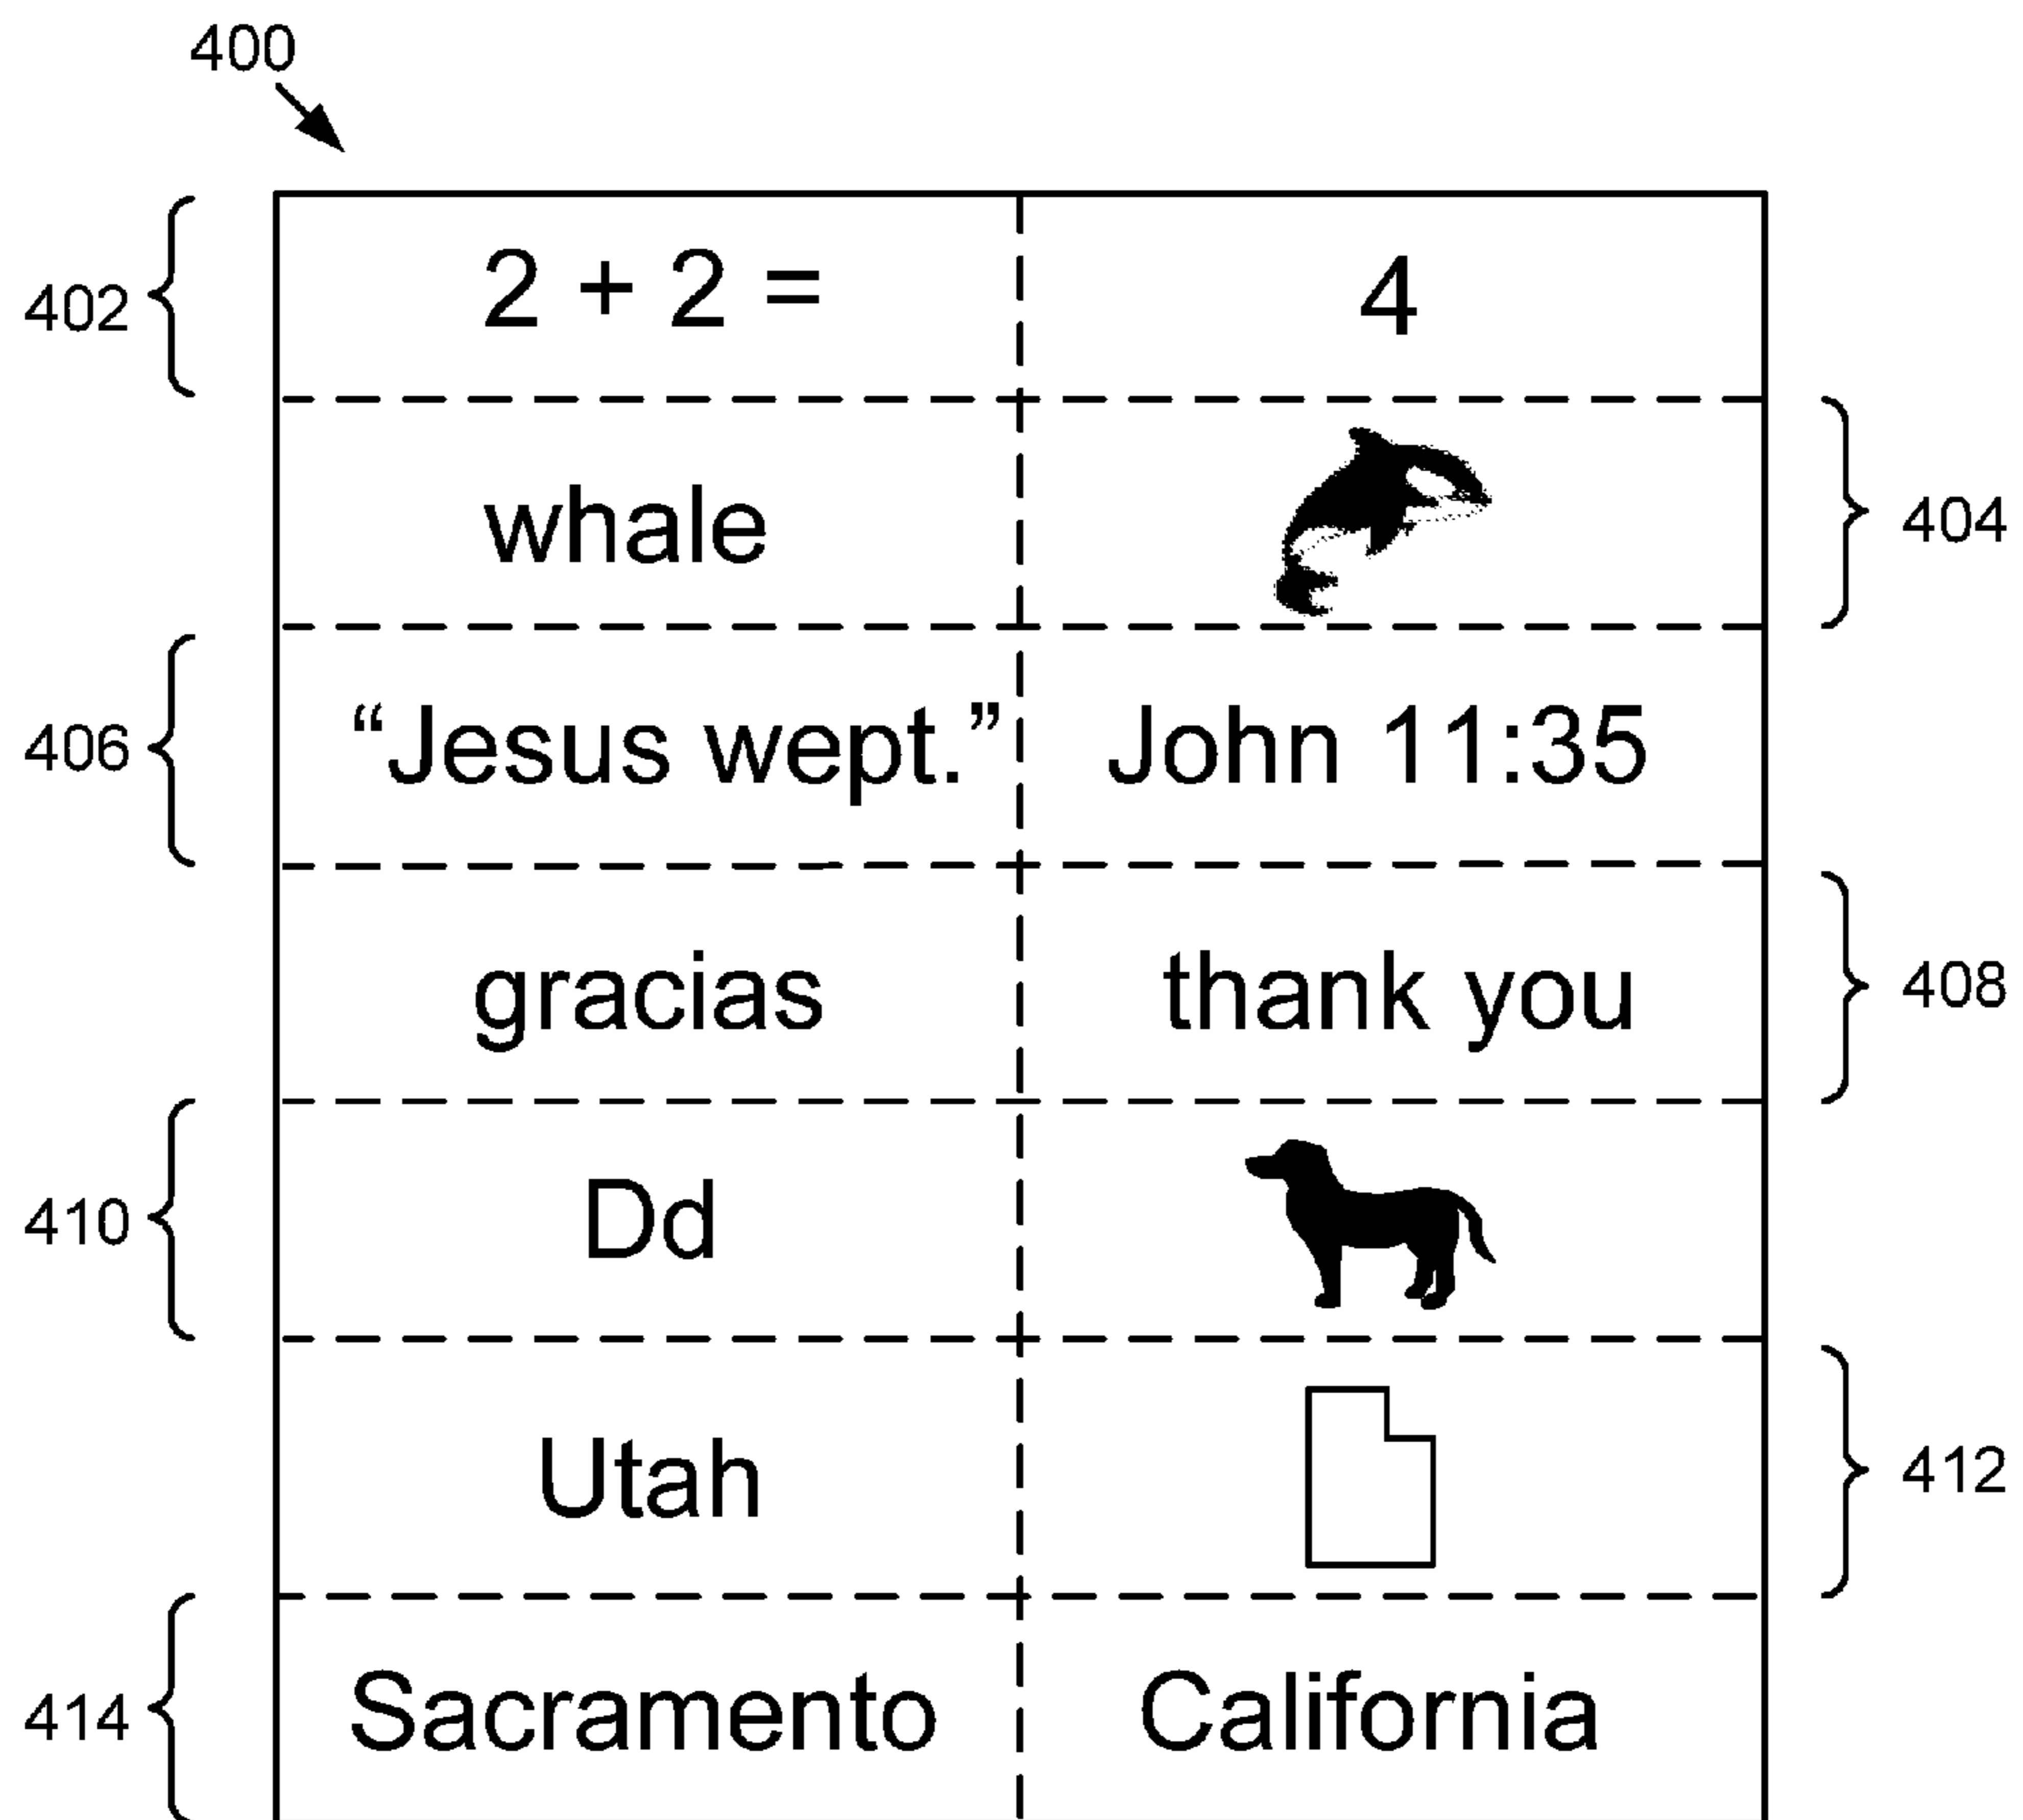 400
402 2 + 2 = 4
whale 404
406 “Jesus wept.” John 11:35
gracias thank you 408
410 Dd
Utah 412
414 Sacramento California